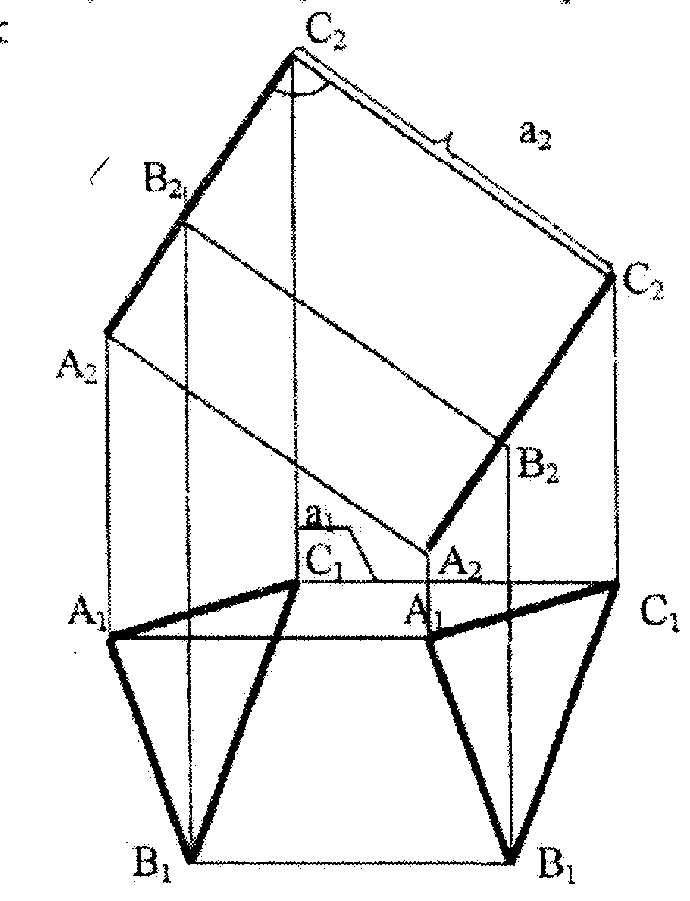 C₂
a₂
B₂
C₂
A₂
B₂
a₁
C₁ A₂
A₁ A₁ C₁
B₁ B₁